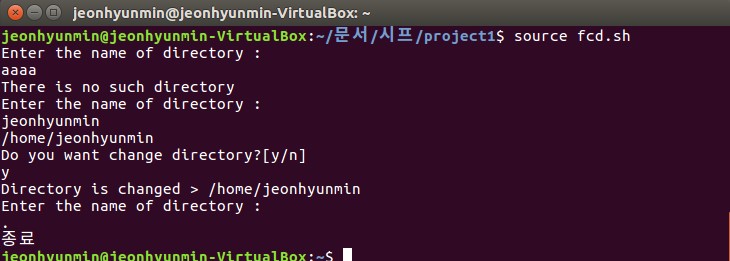 jeonhyunmin@jeonhyunmin-VirtualBox: ~
jeonhyunmin@jeonhyunmin-VirtualBox:~/문서/시프/project1$ source fcd.sh
Enter the name of directory :
aaaa
There is no such directory
Enter the name of directory :
jeonhyunmin
/home/jeonhyunmin
Do you want change directory?[y/n]
y
Directory is changed > /home/jeonhyunmin
Enter the name of directory :
.
종료
jeonhyunmin@jeonhyunmin-VirtualBox:~$